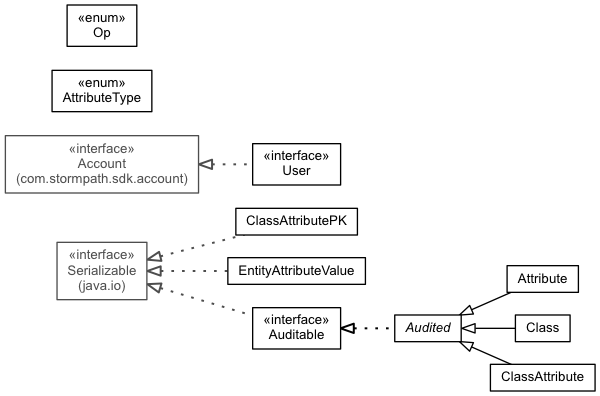 «enum»
Op
«enum»
AttributeType
«interface»
Account
(com.stormpath.sdk.account)
«interface»
User
ClassAttributePK
«interface»
Serializable
(java.io)
EntityAttributeValue
«interface»
Auditable
Audited
Attribute
Class
ClassAttribute